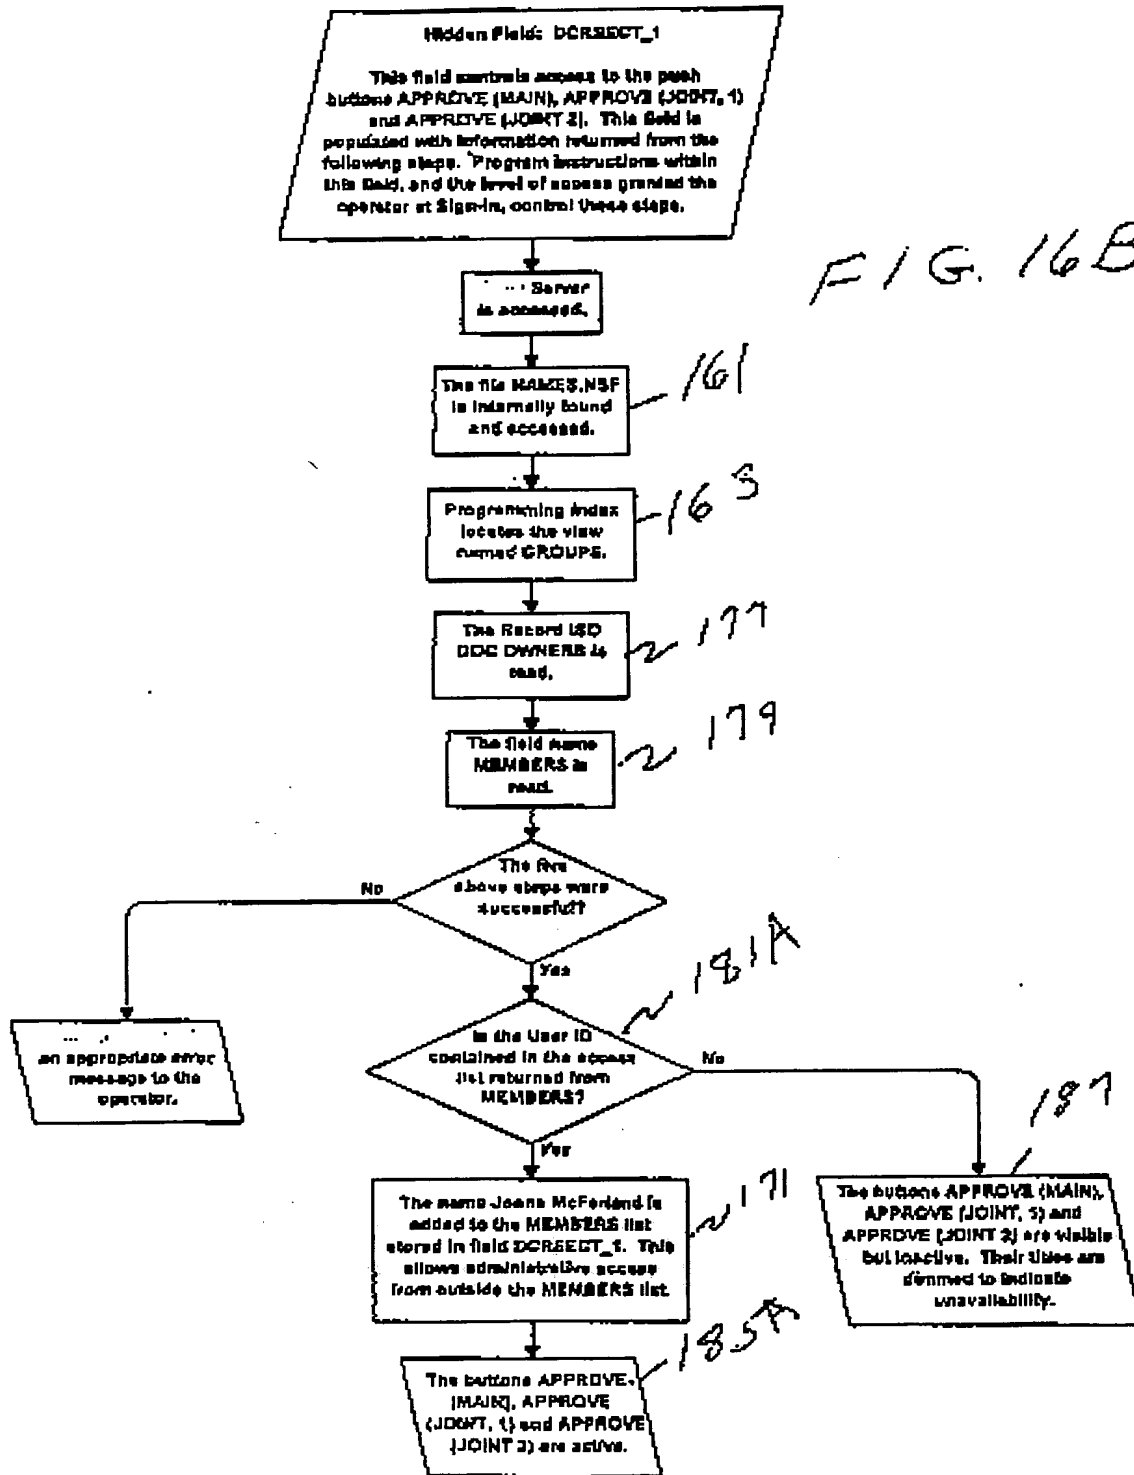 Hidden Field: DCRSECT_1
This field controls access to the push
buttons APPROVE (MAIN), APPROVE (JOINT, 1)
and APPROVE (JOINT 2). This field is
populated with information returned from the
following steps. Program instructions within
this field, and the level of access granted the
operator at Sign-in, control these steps.
FIG. 16B
Server
is accessed.
The file NAMES.NSF
is internally found
and accessed.
161
Programming index
locates the view
named GROUPS.
163
The Record ISD
DOC OWNERS is
read.
177
The field name
MEMBERS is
read.
179
The five
above steps were
successful?
No
Yes
an appropriate error
message to the
operator.
181A
Is the User ID
contained in the access
list returned from
MEMBERS?
No
Yes
187
The buttons APPROVE (MAIN),
APPROVE (JOINT, 1) and
APPROVE (JOINT 2) are visible
but inactive. Their titles are
dimmed to indicate
unavailability.
The name Joann McFarland is
added to the MEMBERS list
stored in field DCRSECT_1. This
allows administrative access
from outside the MEMBERS list.
171
185A
The buttons APPROVE
(MAIN), APPROVE
(JOINT, 1) and APPROVE
(JOINT 2) are active.